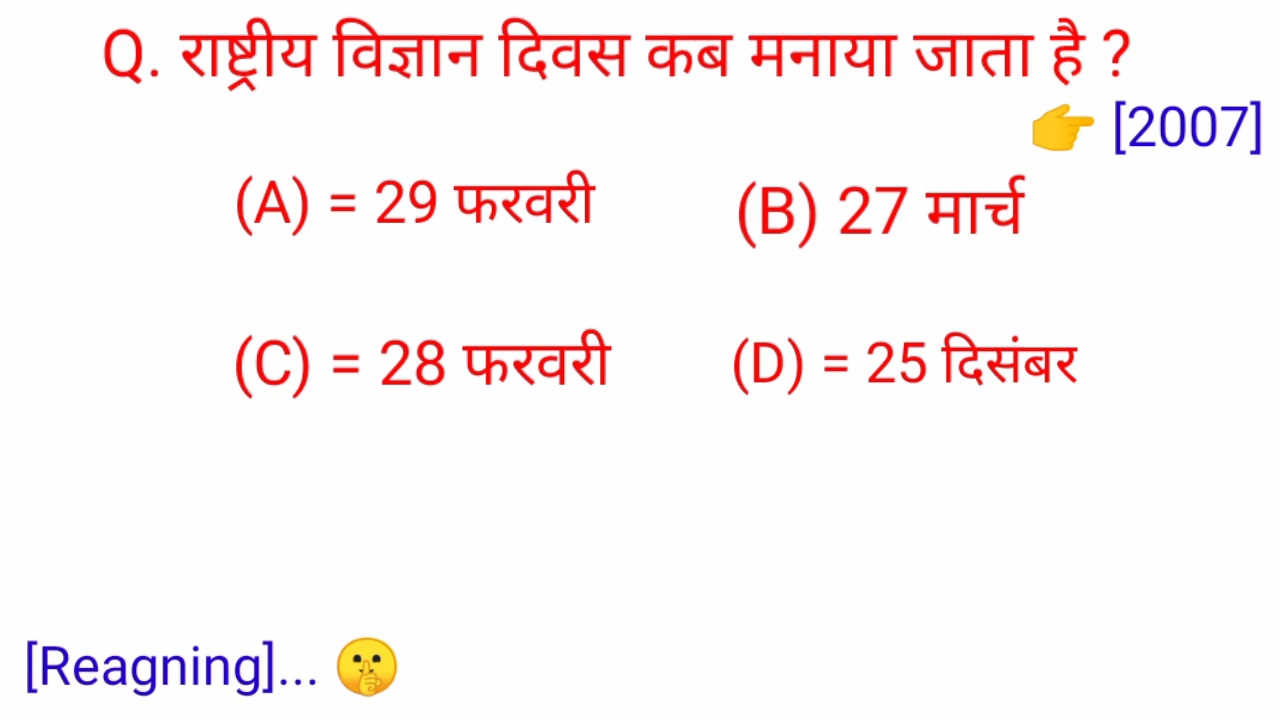 Q. राष्ट्रीय विज्ञान दिवस कब मनाया जाता है ?
👉 [2007]
(A) = 29 फरवरी (B) 27 मार्च
(C) = 28 फरवरी (D) = 25 दिसंबर
[Reagning]... 🤫